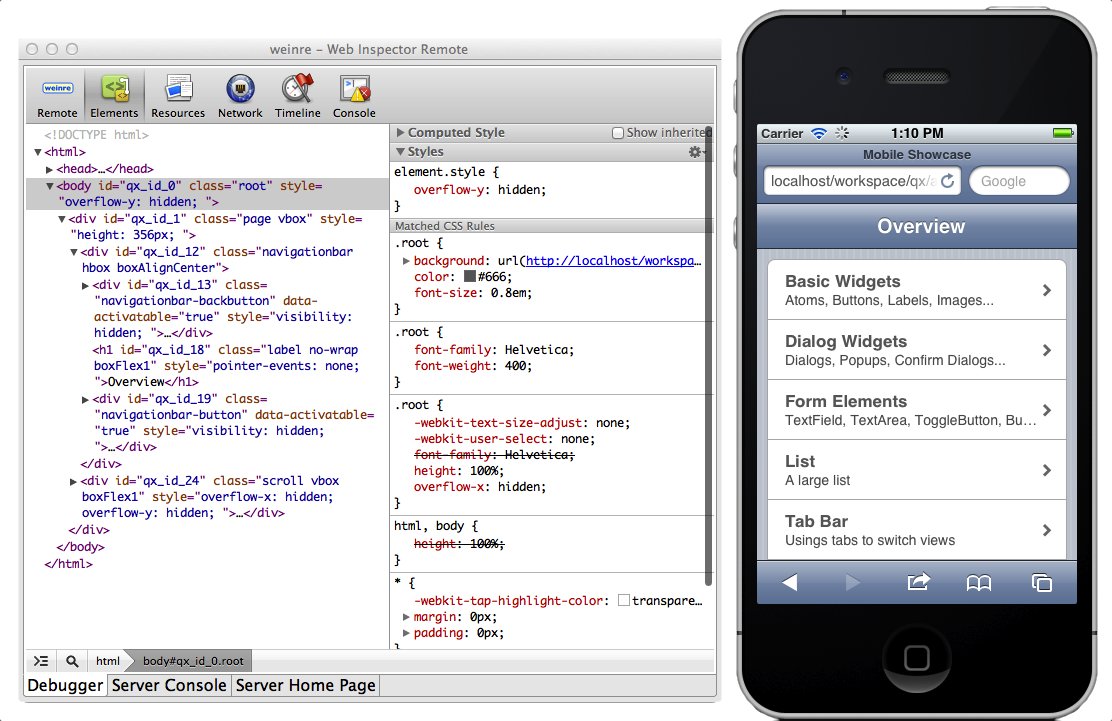 weinre – Web Inspector Remote
weinre
Remote
Elements
Resources
Network
Timeline
Console
<!DOCTYPE html>
▼<html>
▶<head>…</head>
▼<body id="qx_id_0" class="root" style=
"overflow-y: hidden; ">
▼<div id="qx_id_1" class="page vbox" style=
"height: 356px; ">
▼<div id="qx_id_12" class="navigationbar
hbox boxAlignCenter">
▶<div id="qx_id_13" class=
"navigationbar-backbutton" data-
activatable="true" style="visibility:
hidden; ">…</div>
<h1 id="qx_id_18" class="label no-wrap
boxFlex1" style="pointer-events: none;
">Overview</h1>
▶<div id="qx_id_19" class=
"navigationbar-button" data-activatable=
"true" style="visibility: hidden;
">…</div>
</div>
▶<div id="qx_id_24" class="scroll vbox
boxFlex1" style="overflow-x: hidden;
overflow-y: hidden; ">…</div>
</div>
</body>
</html>
▶ Computed Style
Show inherited
▼ Styles
element.style {
overflow-y: hidden;
}
Matched CSS Rules
.root {
▶ background: url(http://localhost/workspa…
color: #666;
font-size: 0.8em;
}
.root {
font-family: Helvetica;
font-weight: 400;
}
.root {
-webkit-text-size-adjust: none;
-webkit-user-select: none;
font-family: Helvetica;
height: 100%;
overflow-x: hidden;
}
html, body {
height: 100%;
}
* {
-webkit-tap-highlight-color: transpare…
▶ margin: 0px;
▶ padding: 0px;
}
html
body#qx_id_0.root
Debugger
Server Console
Server Home Page
Carrier
1:10 PM
Mobile Showcase
localhost/workspace/qx/a
Google
Overview
Basic Widgets
Atoms, Buttons, Labels, Images...
Dialog Widgets
Dialogs, Popups, Confirm Dialogs...
Form Elements
TextField, TextArea, ToggleButton, Bu…
List
A large list
Tab Bar
Usings tabs to switch views